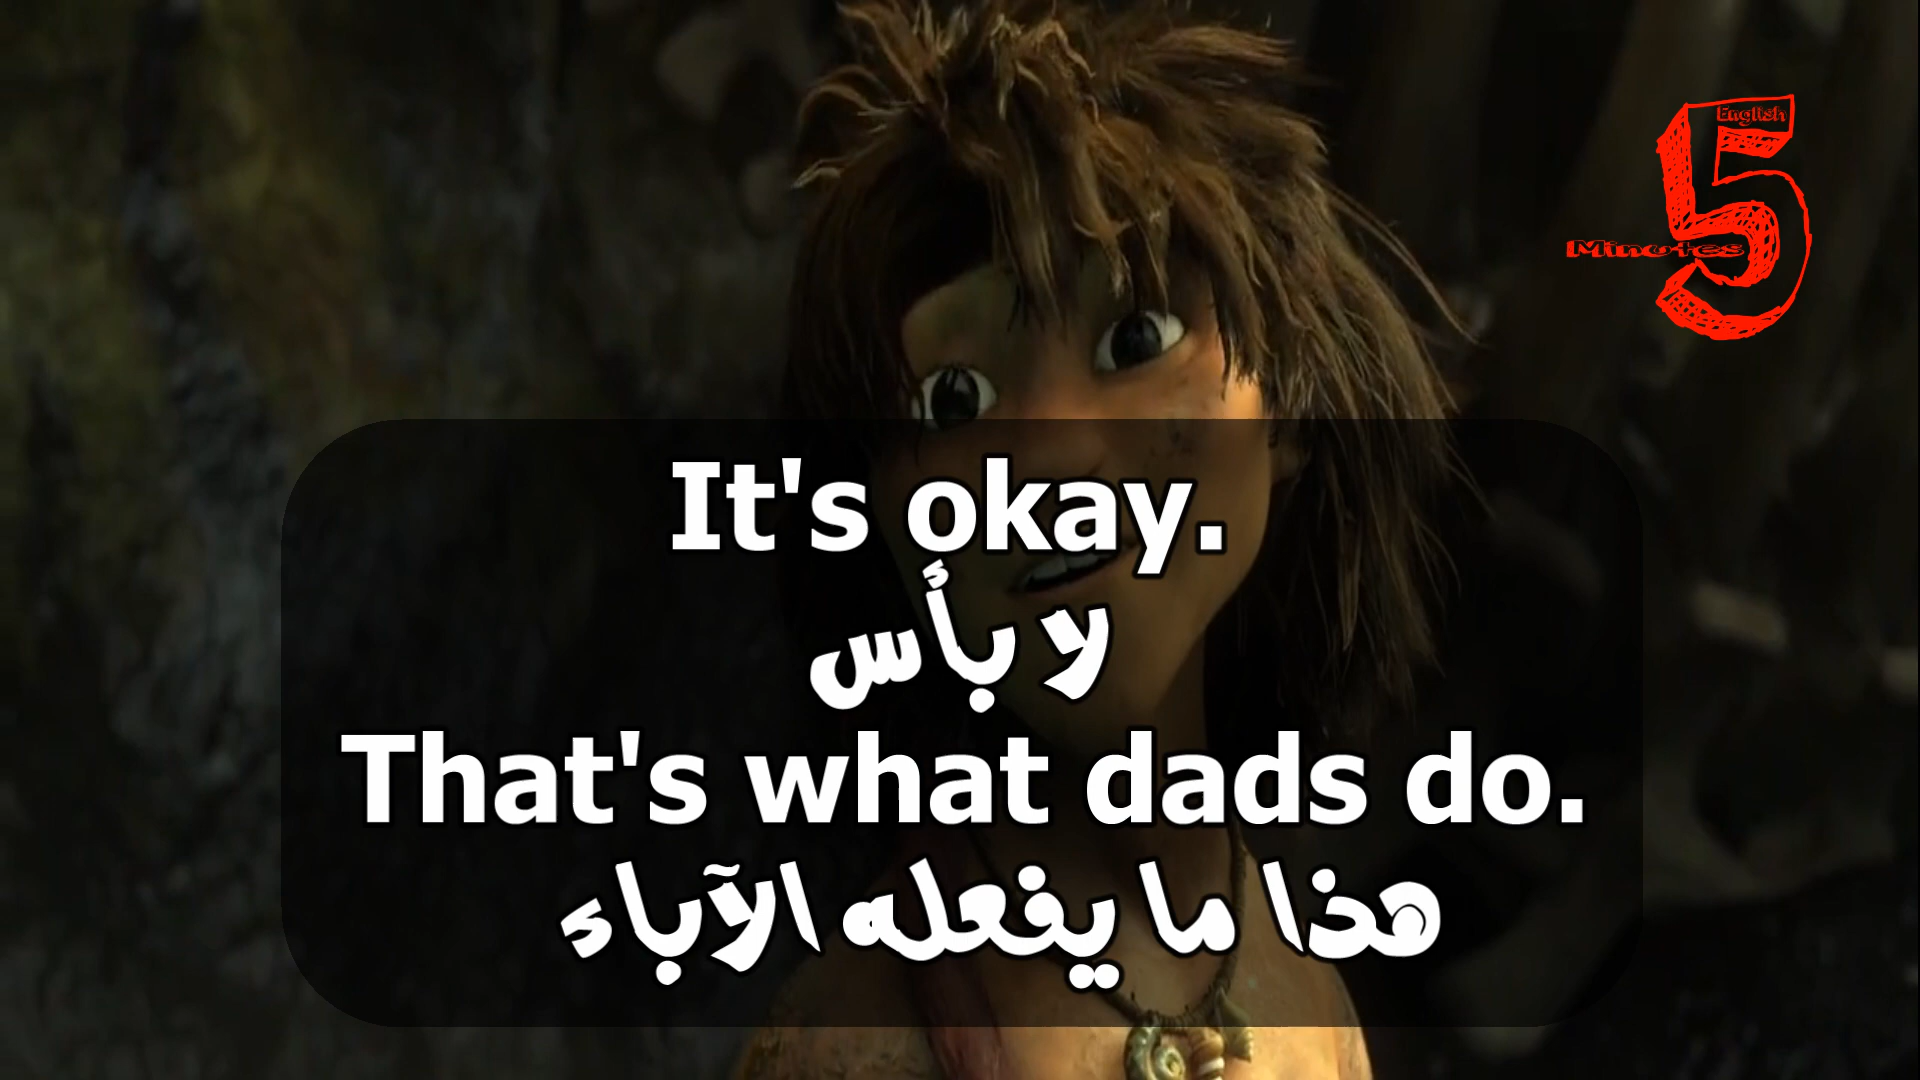 English
5
Minutes
It's okay.
لا بأس
That's what dads do.
هذا ما يفعله الآباء